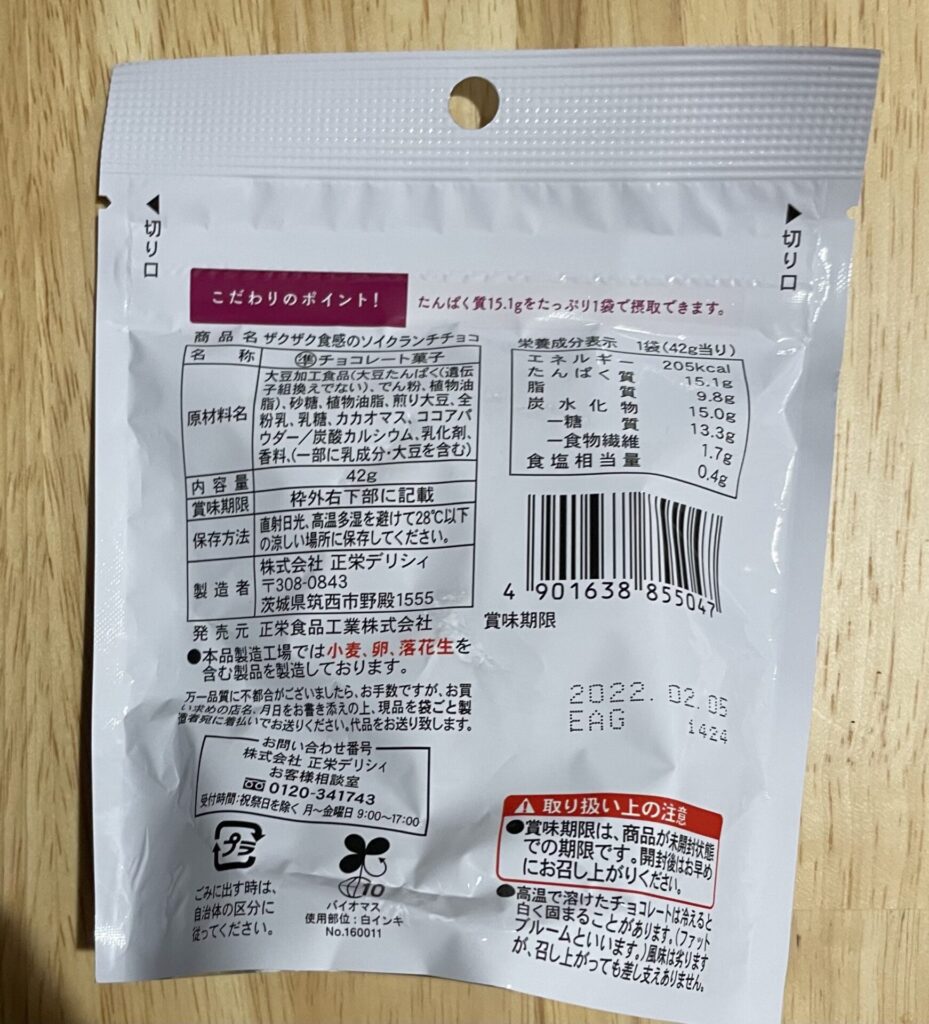 切り口
切り口
こだわりのポイント!
たんぱく質15.1gをたっぷり1袋で摂取できます。
商品名 ザクザク食感のソイクランチチョコ
名称 準チョコレート菓子
原材料名
大豆加工食品(大豆たんぱく(遺伝
子組換えでない)、でん粉、植物油
脂)、砂糖、植物油脂、煎り大豆、全
粉乳、乳糖、カカオマス、ココアパ
ウダー/炭酸カルシウム、乳化剤、
香料、(一部に乳成分・大豆を含む)
内容量 42g
賞味期限 枠外右下部に記載
保存方法
直射日光、高温多湿を避けて28℃以下
の涼しい場所に保存してください。
製造者
株式会社 正栄デリシィ
〒308-0843
茨城県筑西市野殿1555
発売元 正栄食品工業株式会社
●本品製造工場では小麦、卵、落花生を
含む製品を製造しております。
万一品質に不都合がございましたら、お手数ですが、お買
い求めの店名、月日をお書き添えの上、現品を袋ごと製
造者宛に着払いでお送りください。代品をお送り致します。
お問い合わせ番号
株式会社 正栄デリシィ
お客様相談室
0120-341743
受付時間:祝祭日を除く 月〜金曜日 9:00〜17:00
プラ
ごみに出す時は、
自治体の区分に
従ってください。
10
バイオマス
使用部位:白インキ
No.160011
栄養成分表示 1袋(42g当り)
エネルギー 205kcal
たんぱく質 15.1g
脂質 9.8g
炭水化物 15.0g
―糖質 13.3g
―食物繊維 1.7g
食塩相当量 0.4g
4 901638 855047
賞味期限
2022.02.05
EAG 1424
取り扱い上の注意
●賞味期限は、商品が未開封状態
での期限です。開封後はお早め
にお召し上がりください。
●高温で溶けたチョコレートは冷えると
白く固まることがあります。(ファット
ブルームといいます。)風味は劣ります
が、召し上がっても差し支えありません。